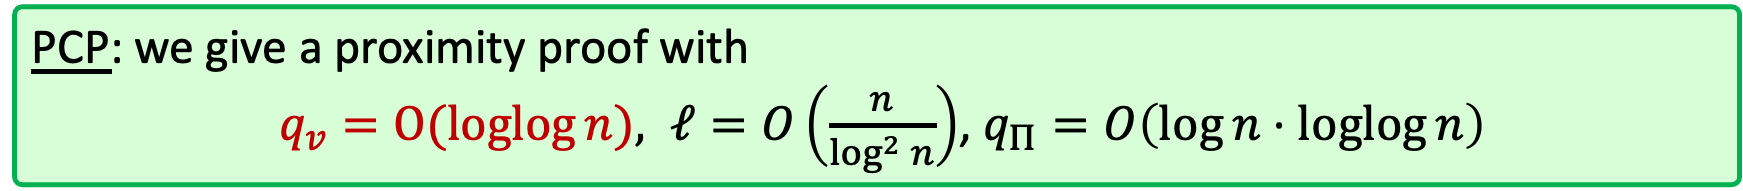 PCP: we give a proximity proof with
q_v = O(loglog n), ℓ = O(n / log² n), q_Π = O(log n · loglog n)